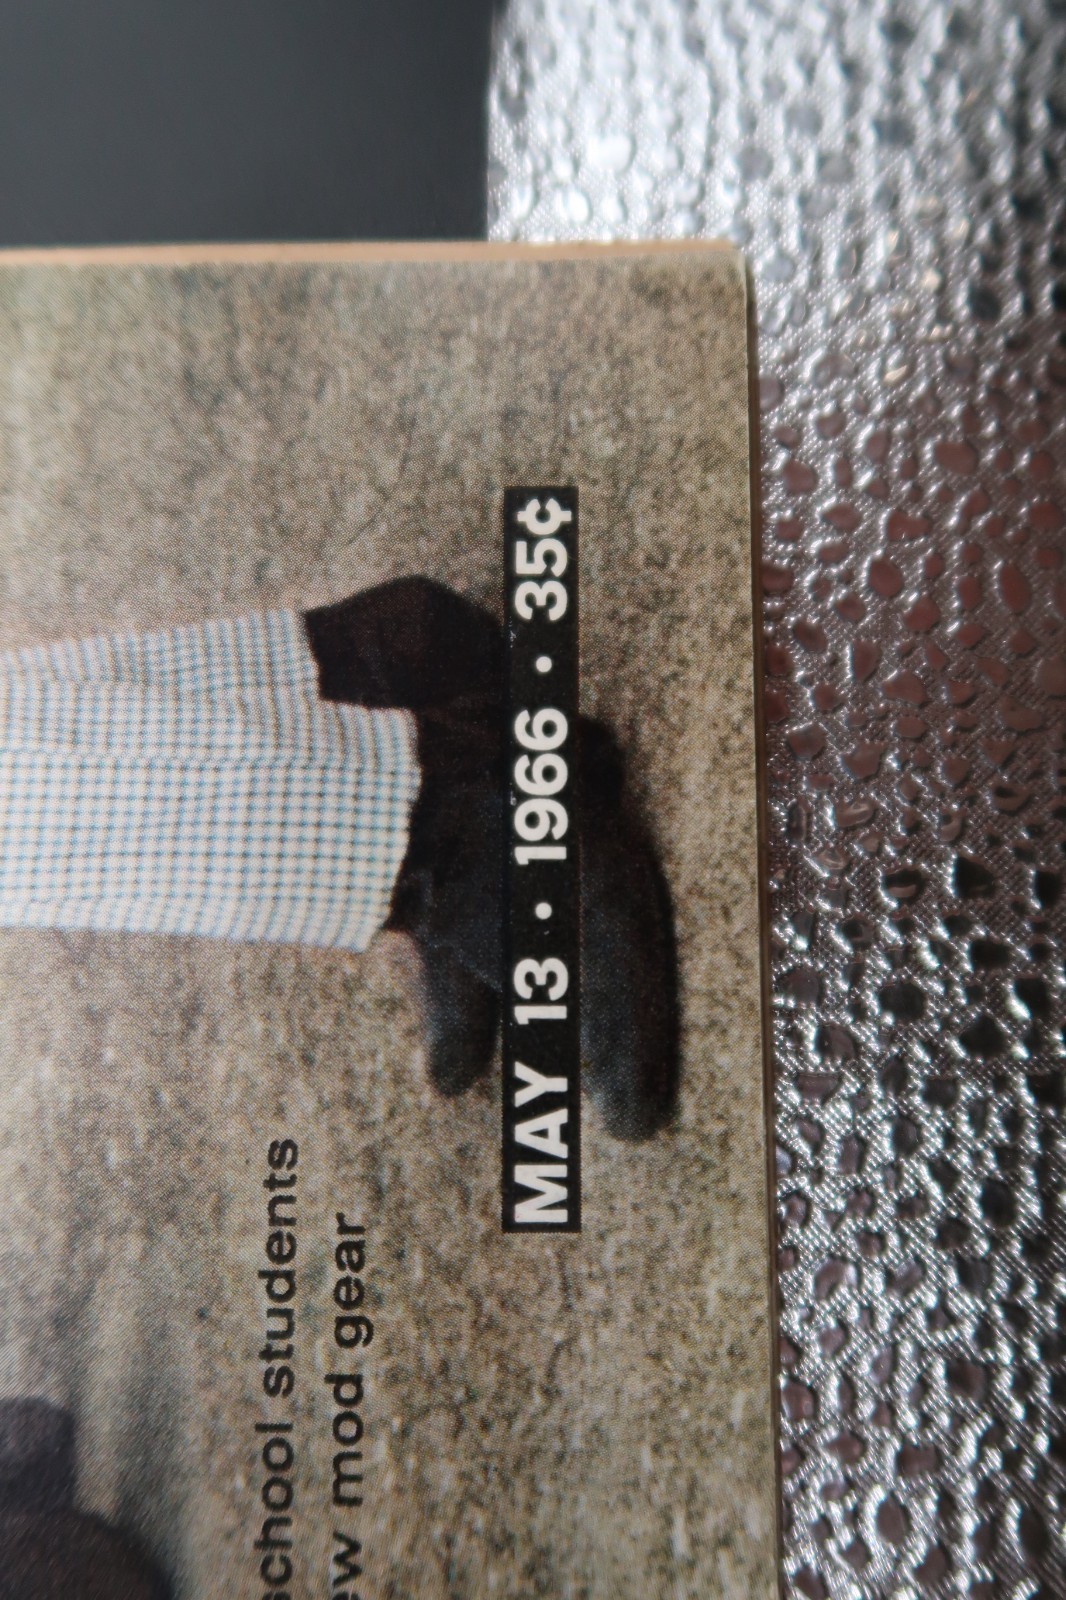 school students
mod gear
MAY 13 • 1966 • 35¢